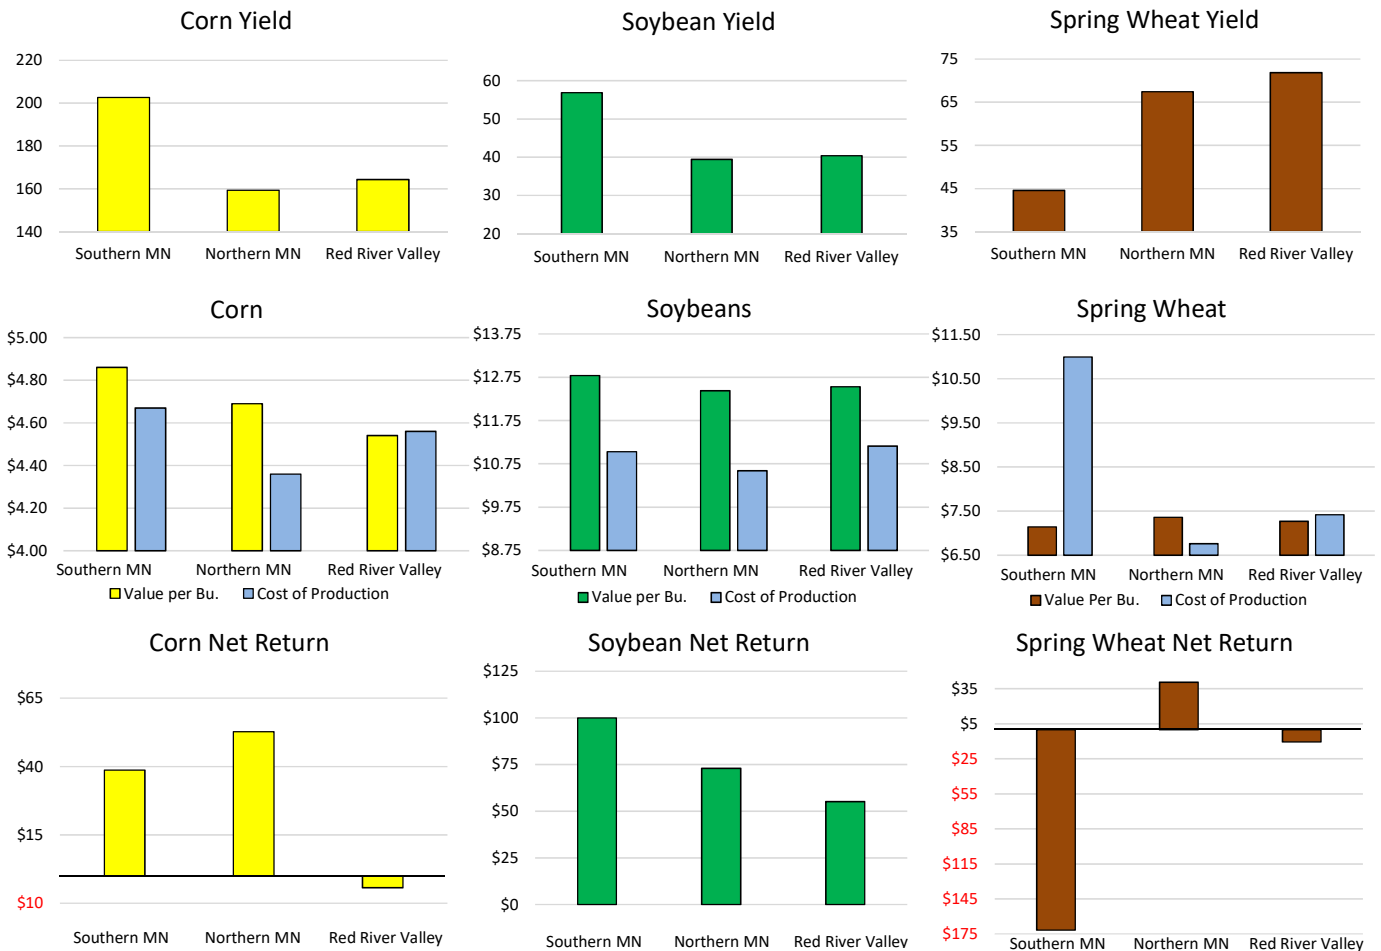 Corn Yield
220
200
180
160
140
Southern MN Northern MN Red River Valley
Soybean Yield
60
50
40
30
20
Southern MN Northern MN Red River Valley
Spring Wheat Yield
75
65
55
45
35
Southern MN Northern MN Red River Valley
Corn
$5.00
$4.80
$4.60
$4.40
$4.20
$4.00
Southern MN Northern MN Red River Valley
Value per Bu. Cost of Production
Soybeans
$13.75
$12.75
$11.75
$10.75
$9.75
$8.75
Southern MN Northern MN Red River Valley
Value per Bu. Cost of Production
Spring Wheat
$11.50
$10.50
$9.50
$8.50
$7.50
$6.50
Southern MN Northern MN Red River Valley
Value Per Bu. Cost of Production
Corn Net Return
$65
$40
$15
$10
Southern MN Northern MN Red River Valley
Soybean Net Return
$125
$100
$75
$50
$25
$0
Southern MN Northern MN Red River Valley
Spring Wheat Net Return
$35
$5
$25
$55
$85
$115
$145
$175
Southern MN Northern MN Red River Valley